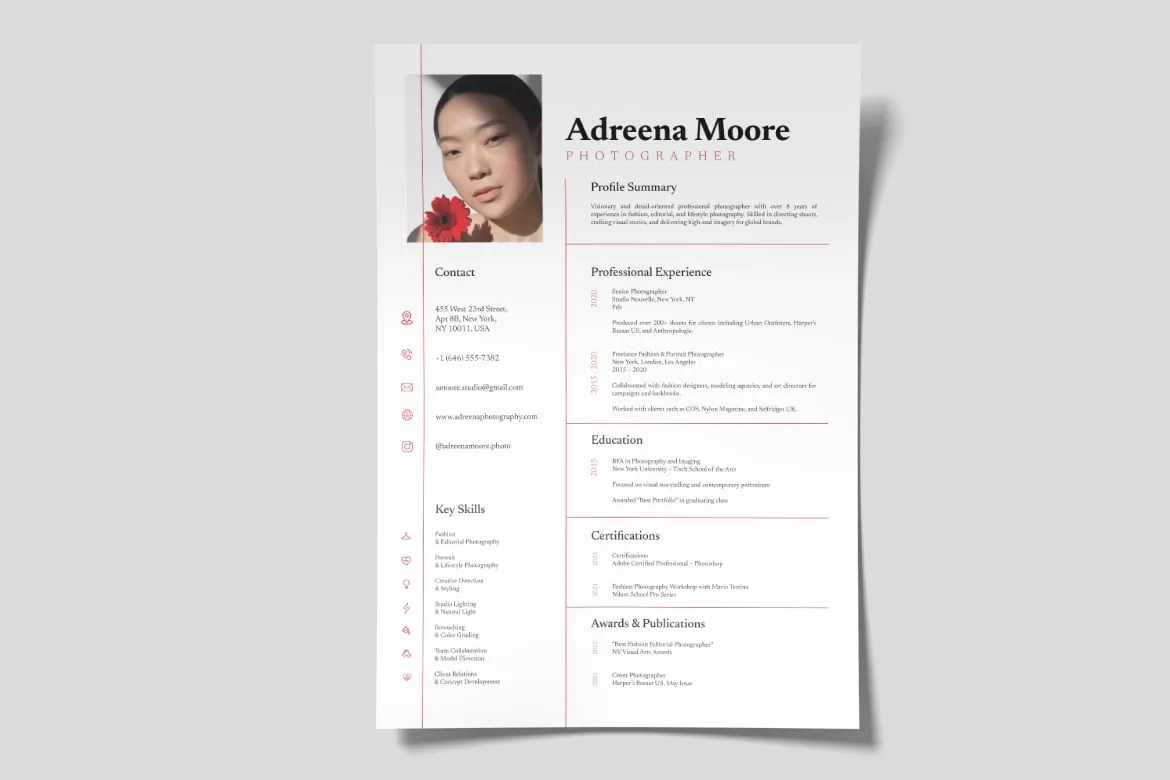 Adreena Moore
PHOTOGRAPHER
Profile Summary
Visionary and detail-oriented professional photographer with over 8 years of
experience in fashion, editorial, and lifestyle photography. Skilled in directing shoots,
crafting visual stories, and delivering high-end imagery for global brands.
Contact
455 West 23rd Street,
Apt 8B, New York,
NY 10011, USA
+1 (646) 555-7382
amoore.studio@gmail.com
www.adreenaphotography.com
@adreenamoore.photo
Key Skills
Fashion
& Editorial Photography
Portrait
& Lifestyle Photography
Creative Direction
& Styling
Studio Lighting
& Natural Light
Retouching
& Color Grading
Team Collaboration
& Model Direction
Client Relations
& Concept Development
Professional Experience
2020
Senior Photographer
Studio Nouvelle, New York, NY
Feb
Produced over 200+ shoots for clients including Urban Outfitters, Harper's
Bazaar US, and Anthropologie.
2015 - 2020
Freelance Fashion & Portrait Photographer
New York, London, Los Angeles
2015 – 2020
Collaborated with fashion designers, modeling agencies, and art directors for
campaigns and lookbooks.
Worked with clients such as COS, Nylon Magazine, and Selfridges UK.
Education
2015
BFA in Photography and Imaging
New York University – Tisch School of the Arts
Focused on visual storytelling and contemporary portraiture
Awarded "Best Portfolio" in graduating class
Certifications
Certifications
Adobe Certified Professional – Photoshop
2021
Fashion Photography Workshop with Mario Testino
Nikon School Pro Series
Awards & Publications
"Best Fashion Editorial Photographer"
NY Visual Arts Awards
Cover Photographer
Harper's Bazaar US, May Issue